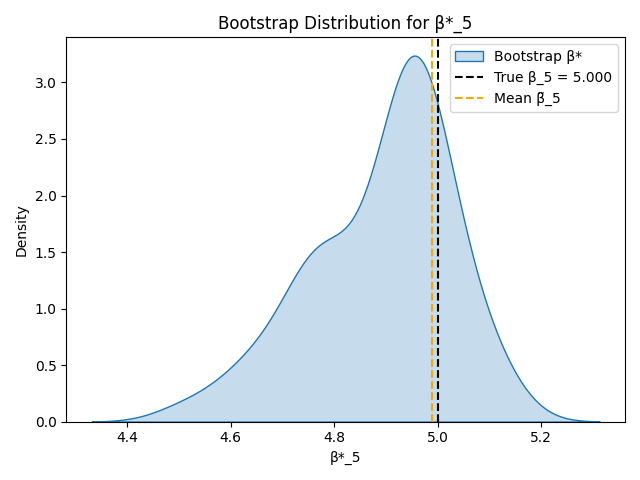 Bootstrap Distribution for β*_5
Bootstrap β*
True β_5 = 5.000
Mean β̃_5
Density
3.0
2.5
2.0
1.5
1.0
0.5
0.0
4.4 4.6 4.8 5.0 5.2
β*_5